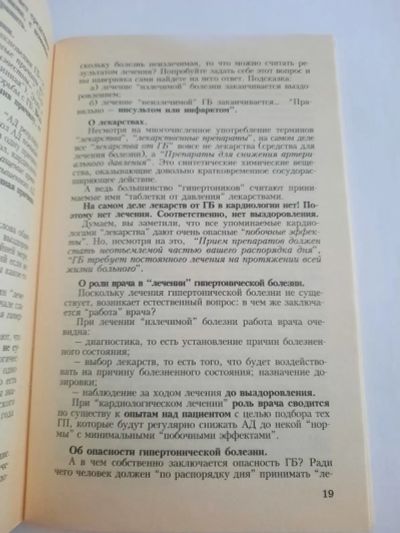 скольку болезнь неизлечимая, то что можно считать ре-
зультатом лечения? Попробуйте задать себе этот вопрос и
вы наверняка сами найдете на него ответ. Подсказка:
а) лечение "излечимой" болезни заканчивается вызд-
доровлением;
б) лечение "неизлечимой" ГБ заканчивается.. "Пра-
вильно – инсультом или инфарктом".
О лекарствах.
Несмотря на многочисленное употребление терминов
"лекарства", "лекарственные препараты", на самом деле
все "лекарства от ГБ" вовсе не лекарства (средства для
лечения болезни), а "Препараты для снижения артери-
ального давления". Это синтетические химические веще-
ства, оказывающие довольно кратковременное сосудорас-
ширяющее действие.
А ведь большинство "гипертоников" считают прини-
маемые ими "таблетки от давления" лекарствами.
На самом деле лекарств от ГБ в кардиологии нет! По-
этому нет лечения. Соответственно, нет выздоровления.
Думаем, вы заметили, что все упоминаемые кардио-
логами "лекарства" дают очень опасные "побочные эффек-
ты". Но, несмотря на это, "Прием препаратов должен
стать неотъемлемой частью вашего распорядка дня",
"ГБ требует постоянного лечения на протяжении всей
жизни больного".
О роли врача в "лечении" гипертонической болезни.
Поскольку лечения гипертонической болезни не суще-
ствует, возникает естественный вопрос: в чем же заключа-
ется "работа" врача?
При лечении "излечимой" болезни работа врача оче-
видна:
– диагностика, то есть установление причин болезнен-
ного состояния;
– выбор лекарств, то есть того, что будет воздейство-
вать на причину болезненного состояния; назначение до-
зировки;
– наблюдение за ходом лечения до выздоровления.
При "кардиологическом лечении" роль врача сводится
по существу к опытам над пациентом с целью подбора тех
ГП, которые будут регулярно снижать АД до некой "нор-
мы" с минимальными "побочными эффектами".
Об опасности гипертонической болезни.
А в чем собственно заключается опасность ГБ? Ради
чего человек должен "по распорядку дня" принимать "ле-
19